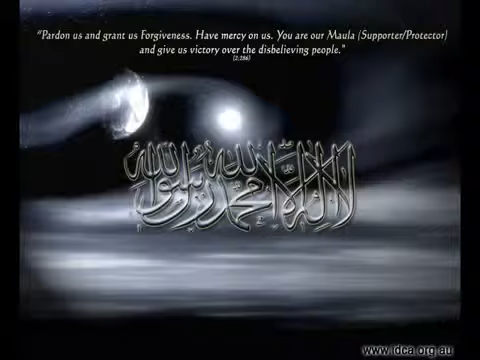 "Pardon us and grant us Forgiveness. Have mercy on us. You are our Maula (Supporter/Protector)
and give us victory over the disbelieving people."
(2:286)
لا إله إلا الله محمد رسول الله
www.idca.org.au